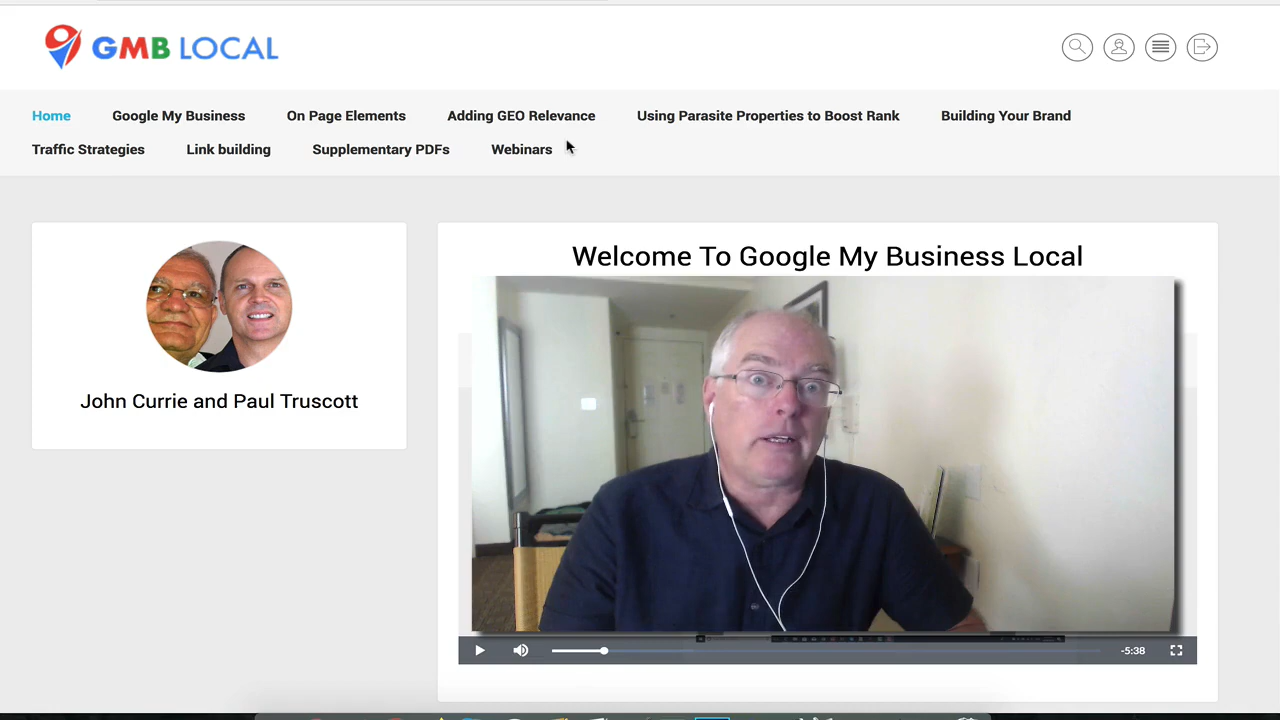 GMB LOCAL
Home Google My Business On Page Elements Adding GEO Relevance Using Parasite Properties to Boost Rank Building Your Brand
Traffic Strategies Link building Supplementary PDFs Webinars
John Currie and Paul Truscott
Welcome To Google My Business Local
-5:38